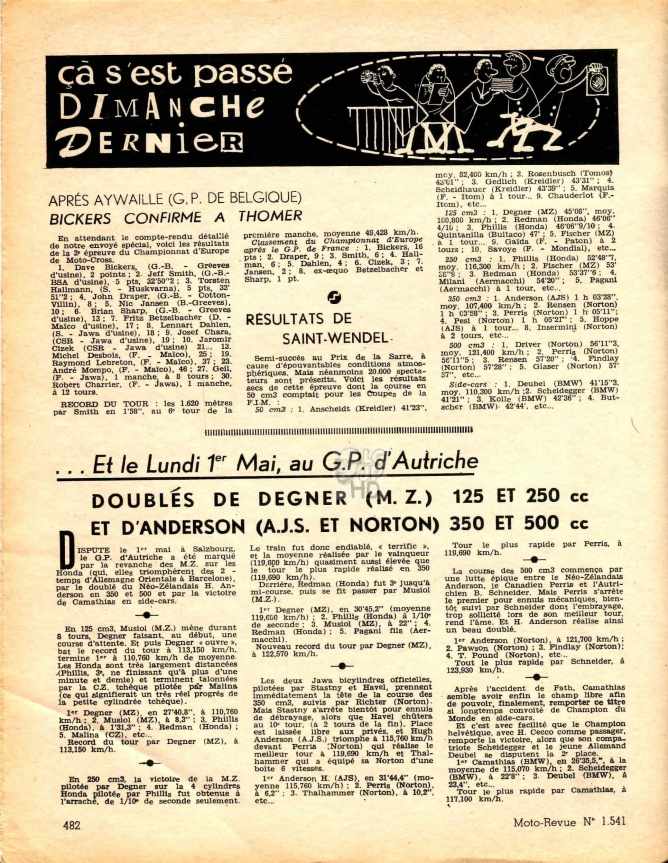 çà s'est passé
DIMANCHE
DERNIER
APRÉS AYWAILLE (G.P. DE BELGIQUE)
BICKERS CONFIRME A THOMER
En attendant le compte-rendu détaillé
de notre envoyé spécial, voici les résultats
de la 2e épreuve du Championnat d'Europe
de Moto-Cross.
1. Dave Bickers, (G.-B. - Greeves
d'usine), 2 points ; 2. Jeff Smith, (G.-B.-
BSA d'usine), 5 pts, 32'50"2 ; 3. Torsten
Hallmann, (S. - Huskvarna), 5 pts, 32'
51"2 ; 4. John Draper, (G.-B. - Cotton-
Villin), 8 ; 5. Nic Jansen (B.-Greeves),
10 ; 6. Brian Sharp, (G.-B. - Greeves
d'usine), 13 ; 7. Fritz Betzelbacher (D. -
Maïco d'usine), 17 ; 8. Lennart Dahlen,
(S. - Jawa d'usine), 18 ; 9. Josef Chara,
(CSR - Jawa d'usine), 19 ; 10. Jaromir
Cizek (CSR - Jawa d'usine) 21... 13.
Michel Desbois, (F. - Maïco), 25 ; 19.
Raymond Lebreton, (F. - Maïco), 37 ; 23.
André Mompo, (F. - Maïco), 46 ; 27. Geil,
(F. - Jawa), 1 manche, à 8 tours ; 30.
Robert Charrier, (F. - Jawa), 1 manche,
à 12 tours.
RECORD DU TOUR : les 1.620 mètres
par Smith en 1'58", au 6e tour de la
première manche, moyenne 49,428 km/h.
Classement du Championnat d'Europe
après le G.P. de France : 1. Bickers, 16
pts ; 2. Draper, 9 ; 3. Smith, 6 ; 4. Hall-
man, 6 ; 5. Dahlen, 4 ; 6. Cizek, 3 ; 7.
Jansen, 2 ; 8. ex-æquo Betzelbacher et
Sharp, 1 pt.
RÉSULTATS DE
SAINT-WENDEL
Semi-succès au Prix de la Sarre, à
cause d'épouvantables conditions atmos-
phériques. Mais néanmoins 20.000 specta-
teurs sont présents. Voici les résultats
secs de cette épreuve dont la course en
50 cm3 comptait pour les Coupes de la
F.I.M. :
50 cm3 : 1. Anscheidt (Kreidler) 41'23",
moy. 82,400 km/h ; 2. Rosenbusch (Tomos)
43'01" ; 3. Gedlich (Kreidler) 43'31" ; 4.
Scheidhauer (Kreidler) 43'39" ; 5. Marquis
(F. - Itom) à 1 tour... 9. Chauderlot (F.-
Itom), etc...
125 cm3 : 1. Degner (MZ) 45'08", moy.
100,800 km/h ; 2. Redman (Honda) 46'06"
4/10 ; 3. Phillis (Honda) 46'06"9/10 ; 4.
Quintanilla (Bultaco) 47' ; 5. Fischer (MZ)
à 1 tour... 9. Gaïda (F. - Paton) à 2
tours ; 10. Savoye (F. - Mondial), etc...
250 cm3 : 1. Phillis (Honda) 52'48"7,
moy. 116,300 km/h ; 2. Fischer (MZ) 53'
26"9 ; 3. Redman (Honda) 53'37"6 ; 4.
Milani (Aermacchi) 54'20" ; 5. Pagani
(Aermacchi) à 1 tour, etc...
350 cm3 : 1. Anderson (AJS) 1 h 03'28",
moy. 107,400 km/h ; 2. Rensen (Norton)
1 h 03'58" ; 3. Perris (Norton) 1 h 05'11" ;
4. Pesl (Norton) 1 h 05'21" ; 5. Hoppe
(AJS) à 1 tour... 8. Insermini (Norton)
à 2 tours, etc...
500 cm3 : 1. Driver (Norton) 56'11"3,
moy. 121,400 km/h ; 2. Perris (Norton)
56'11"5 ; 3. Rensen 57'20" ; 4. Findlay
(Norton) 57'28" ; 5. Glaser (Norton) 57'
37", etc...
Side-cars : 1. Deubel (BMW) 41'15"3,
moy. 110,300 km/h ; 2. Scheidegger (BMW)
41'21" ; 3. Kolle (BMW) 42'36" ; 4. But-
scher (BMW) 42'44", etc...
. . . Et le Lundi 1er Mai, au G.P. d'Autriche
DOUBLÉS DE DEGNER (M. Z.) 125 ET 250 cc
ET D'ANDERSON (A.J.S. ET NORTON) 350 ET 500 cc
DISPUTE le 1er mai à Salzbourg,
le G.P. d'Autriche a été marqué
par la revanche des M.Z. sur les
Honda (qui, elles triomphèrent des 2 -
temps d'Allemagne Orientale à Barcelone),
par le doublé du Néo-Zélandais H. An-
derson en 350 et 500 et par la victoire
de Camathias en side-cars.
En 125 cm3, Musiol (M.Z.) mène durant
8 tours, Degner faisant, au début, une
course d'attente. Et puis Degner « ouvre »,
bat le record du tour à 113,150 km/h,
termine 1er à 110,760 km/h de moyenne.
Les Honda sont très largement distancées
(Phillis, 3e, ne finissant qu'à plus d'une
minute et demie) et terminent talonnées
par la C.Z. tchèque pilotée par Malina
(ce qui signifierait un très réel progrès de
la petite cylindrée tchèque).
1er Degner (MZ) en 27'40,8", à 110,760
km/h ; 2. Musiol (MZ), à 8,3" ; 3. Phillis
(Honda), à 1'31,2" ; 4. Redman (Honda) ;
5. Malina (CZ), etc...
Record du tour par Degner (MZ), à
113,150 km/h.
En 250 cm3, la victoire de la M.Z.
pilotée par Degner sur la 4 cylindres
Honda pilotée par Phillis fut obtenue à
l'arraché, de 1/10e de seconde seulement.
Le train fut donc endiablé, « terrific »,
et la moyenne réalisée par le vainqueur
(119,600 km/h) quasiment aussi élevée que
le tour le plus rapide réalisé en 350
(119,690 km/h).
Derrière, Redman (Honda) fut 3e jusqu'à
mi-course, puis se fit passer par Musiol
(M.Z.).
1er Degner (MZ), en 30'45,2" (moyenne
119,600 km/h) ; 2. Phillis (Honda) à 1/10e
de seconde ; 3. Musiol (MZ), à 22" ; 4.
Redman (Honda) ; 5. Pagani flls (Aer-
macchi).
Nouveau record du tour par Degner (MZ),
à 122,570 km/h.
Les deux Jawa bicylindres officielles,
pilotées par Stastny et Havel, prennent
immédiatement la tête de la course des
350 cm3, suivis par Richter (Norton).
Mais Stastny s'arrête bientôt pour ennuis
de débrayage, alors que Havel chûtera
au 10e tour, (à 2 tours de la fin). Place
est laissée libre aux privés, et Hugh
Anderson (A.J.S.) triomphe à 115,760 km/h
devant Perris (Norton) qui réalise le
meilleur tour à 119,690 km/h et Thal-
hammer qui a équipé sa Norton d'une
boîte 6 vitesses.
1er Anderson H. (AJS), en 31'44,4" (mo-
yenne 115,760 km/h) ; 2. Perris (Norton),
à 6,2" ; 3. Thalhammer (Norton), à 10,2",
etc...
Tour le plus rapide par Perris, à
119,690 km/h.
La course des 500 cm3 commença par
une lutte épique entre le Néo-Zélandais
Anderson, le Canadien Perris et l'Autri-
chien B. Schneider. Mais Perris s'arrête
le premier pour ennuis mécaniques, bien-
tôt suivi par Schneider dont l'embrayage,
trop sollicité lors de son meilleur tour,
rend l'âme. Et H. Anderson réalise ainsi
un beau doublé.
1er Anderson (Norton), à 121,760 km/h ;
2. Pawson (Norton) ; 3. Findlay (Norton) ;
4. T. Pound (Norton), etc...
Tout le plus rapide par Schneider, à
123,930 km/h.
Après l'accident de Fath, Camathias
semble avoir enfin le champ libre afin
de pouvoir, finalement, remporter ce titre
si longtemps convoité de Champion du
Monde en side-cars.
Et c'est avec facilité que le Champion
helvétique, avec H. Cecco comme passager,
remporte la victoire, alors que son compa-
triote Scheidegger et le jeune Allemand
Deubel se disputent la 2e place.
1er Camathias (BMW), en 26'35,5,", à la
moyenne de 115,070 km/h ; 2. Scheidegger
(BMW), à 22'8" ; 3. Deubel (BMW), à
23,4", etc...
Tour le plus rapide par Camathias, à
117,100 km/h.
482
Moto-Revue N° 1.541